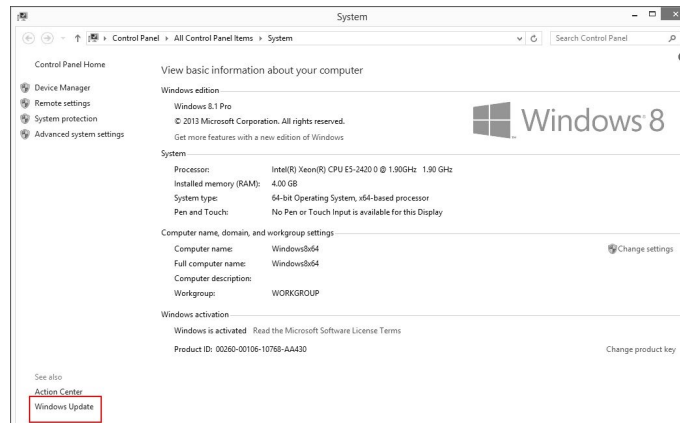 System
Control Panel ▸ All Control Panel Items ▸ System
Search Control Panel
Control Panel Home
Device Manager
Remote settings
System protection
Advanced system settings
View basic information about your computer
Windows edition
Windows 8.1 Pro
© 2013 Microsoft Corporation. All rights reserved.
Get more features with a new edition of Windows
Windows 8
System
Processor: Intel(R) Xeon(R) CPU E5-2420 0 @ 1.90GHz 1.90 GHz
Installed memory (RAM): 4.00 GB
System type: 64-bit Operating System, x64-based processor
Pen and Touch: No Pen or Touch Input is available for this Display
Computer name, domain, and workgroup settings
Computer name: Windows8x64
Change settings
Full computer name: Windows8x64
Computer description:
Workgroup: WORKGROUP
Windows activation
Windows is activated Read the Microsoft Software License Terms
Product ID: 00260-00106-10768-AA430
Change product key
See also
Action Center
Windows Update